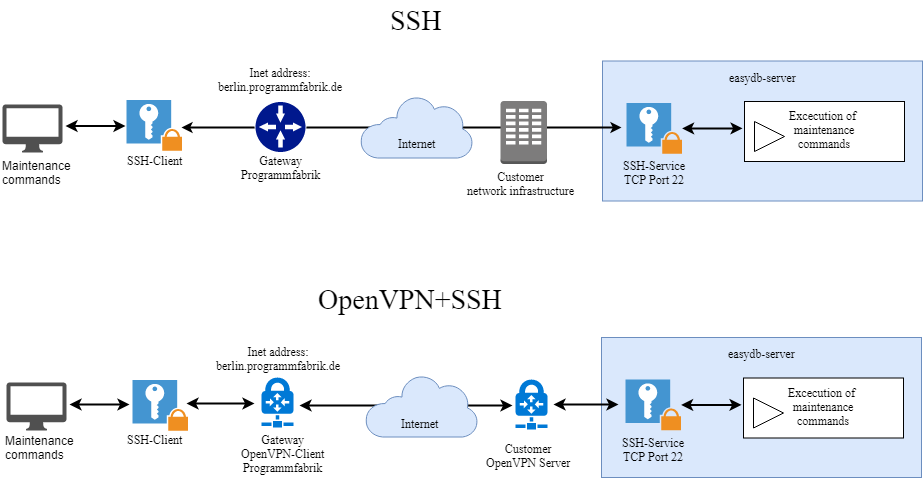 SSH
Inet address:
berlin.programmfabrik.de
easydb-server
Excecution of
maintenance
commands
Internet
Maintenance
commands
SSH-Client
Gateway
Programmfabrik
Customer
network infrastructure
SSH-Service
TCP Port 22
OpenVPN+SSH
Inet address:
berlin.programmfabrik.de
easydb-server
Excecution of
maintenance
commands
Internet
Maintenance
commands
SSH-Client
Gateway
OpenVPN-Client
Programmfabrik
Customer
OpenVPN Server
SSH-Service
TCP Port 22